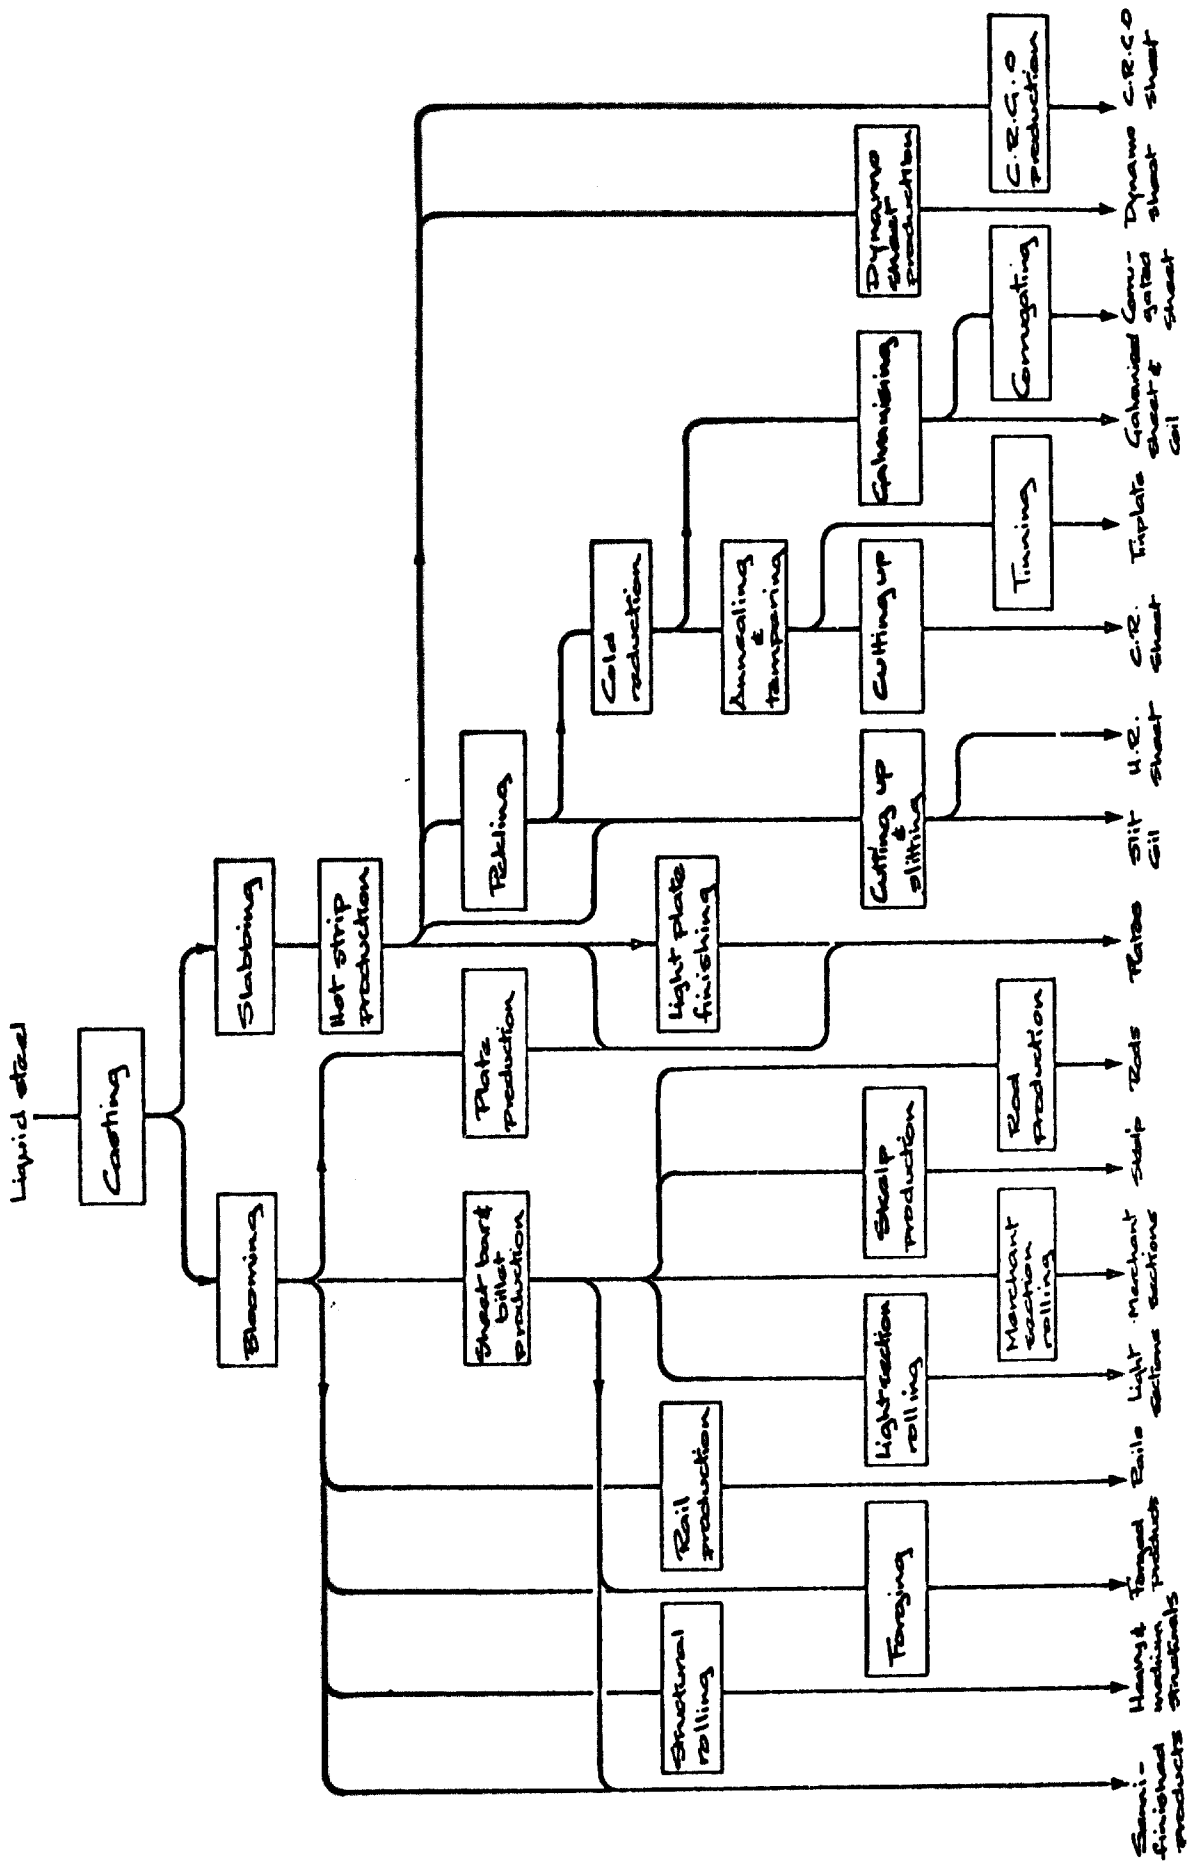 Liquid steel
Casting
Blooming
Slabbing
Hot strip
production
Sheet bar &
billet
production
Plate
production
Pickling
Cold
reduction
Structural
rolling
Rail
production
Light plate
finishing
Annealing
&
tempering
Forging
Light section
rolling
Skelp
production
Cutting up
&
slitting
Cutting up
Galvanising
Dynamo
sheet
production
Merchant
section
rolling
Rod
production
Tinning
Corrugating
C.R.G.O
production
Semi-
finished
products
Heavy &
medium
structurals
Forged
products
Rails
Light
sections
Merchant
sections
Skelp
Rods
Plates
Slit
Coil
H.R.
Sheet
C.R.
Sheet
Tinplate
Galvanised
sheet &
coil
Corru-
gated
sheet
Dynamo
sheet
C.R.G.O
sheet